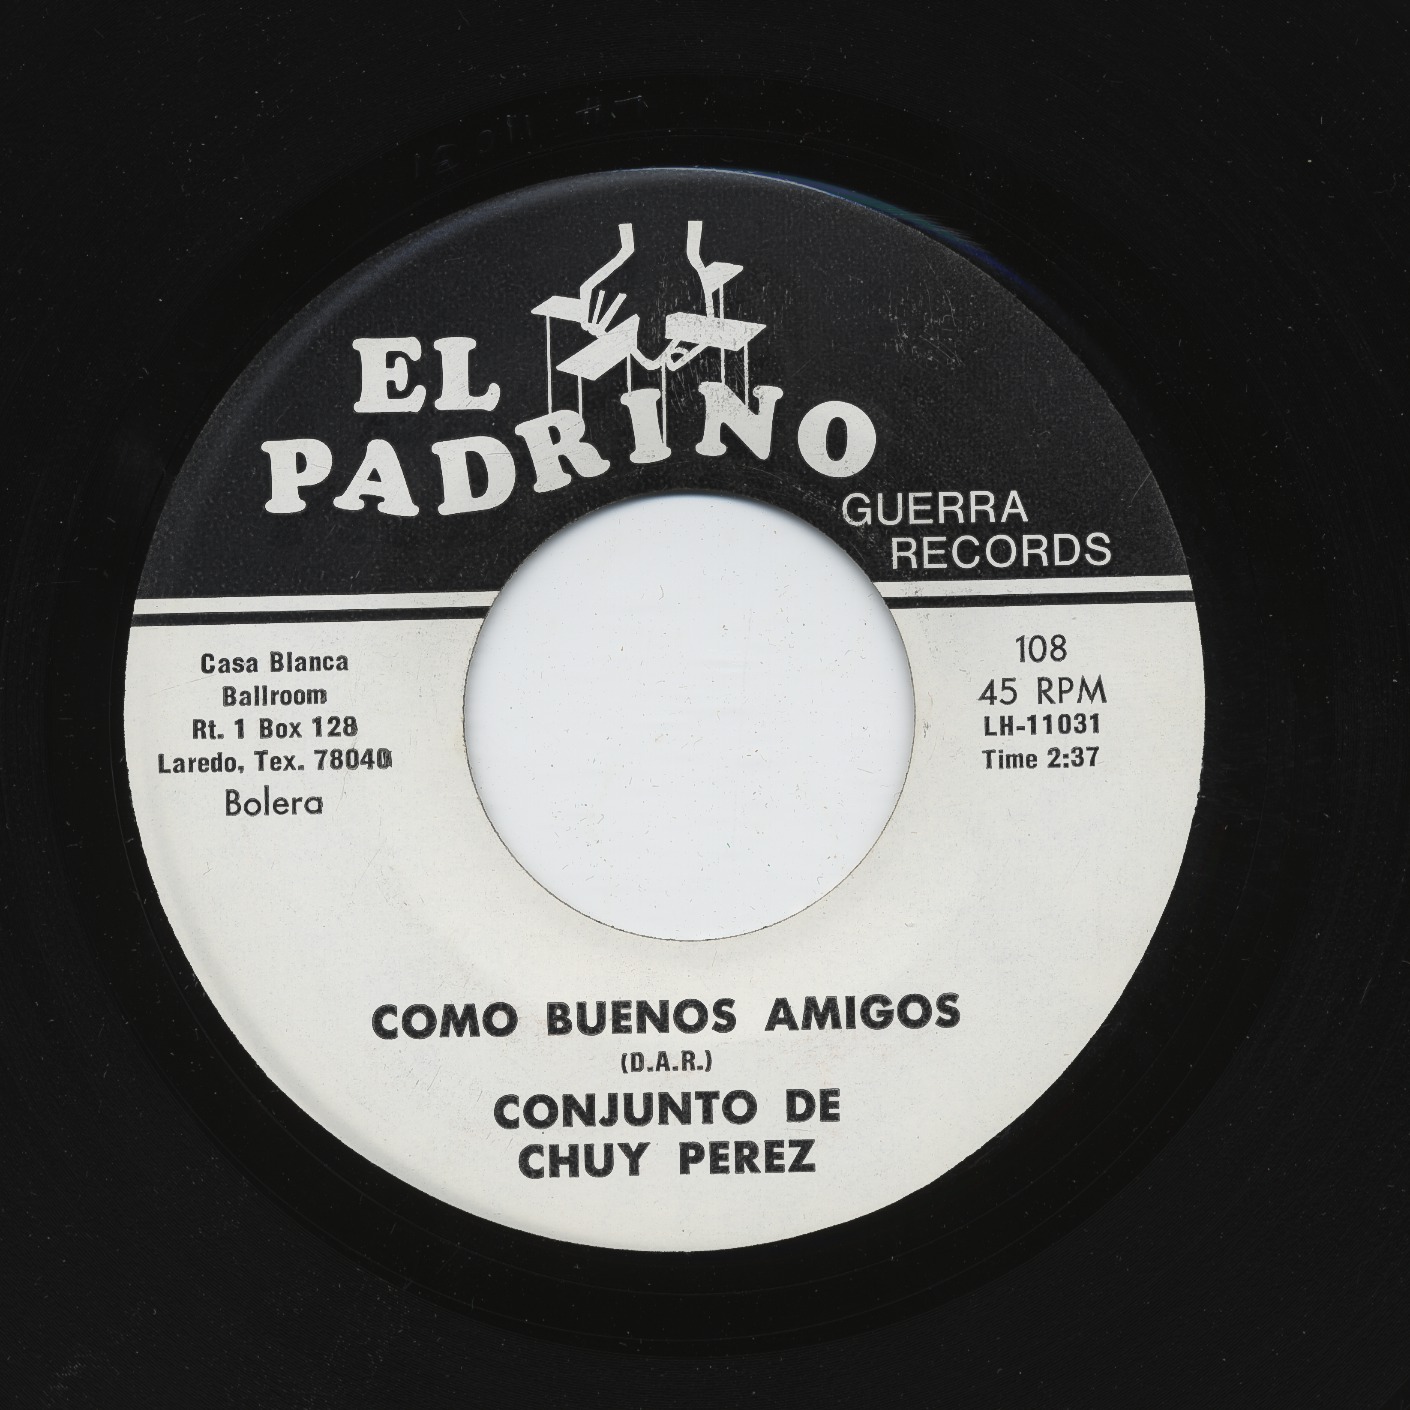 EL
PADRINO
GUERRA
RECORDS
Casa Blanca
Ballroom
Rt. 1 Box 128
Laredo, Tex. 78040
Bolera
108
45 RPM
LH-11031
Time 2:37
COMO BUENOS AMIGOS
(D.A.R.)
CONJUNTO DE
CHUY PEREZ